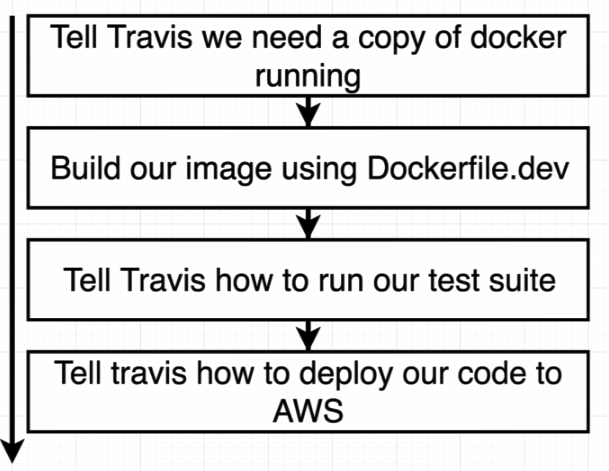 Tell Travis we need a copy of docker
running
Build our image using Dockerfile.dev
Tell Travis how to run our test suite
Tell travis how to deploy our code to
AWS